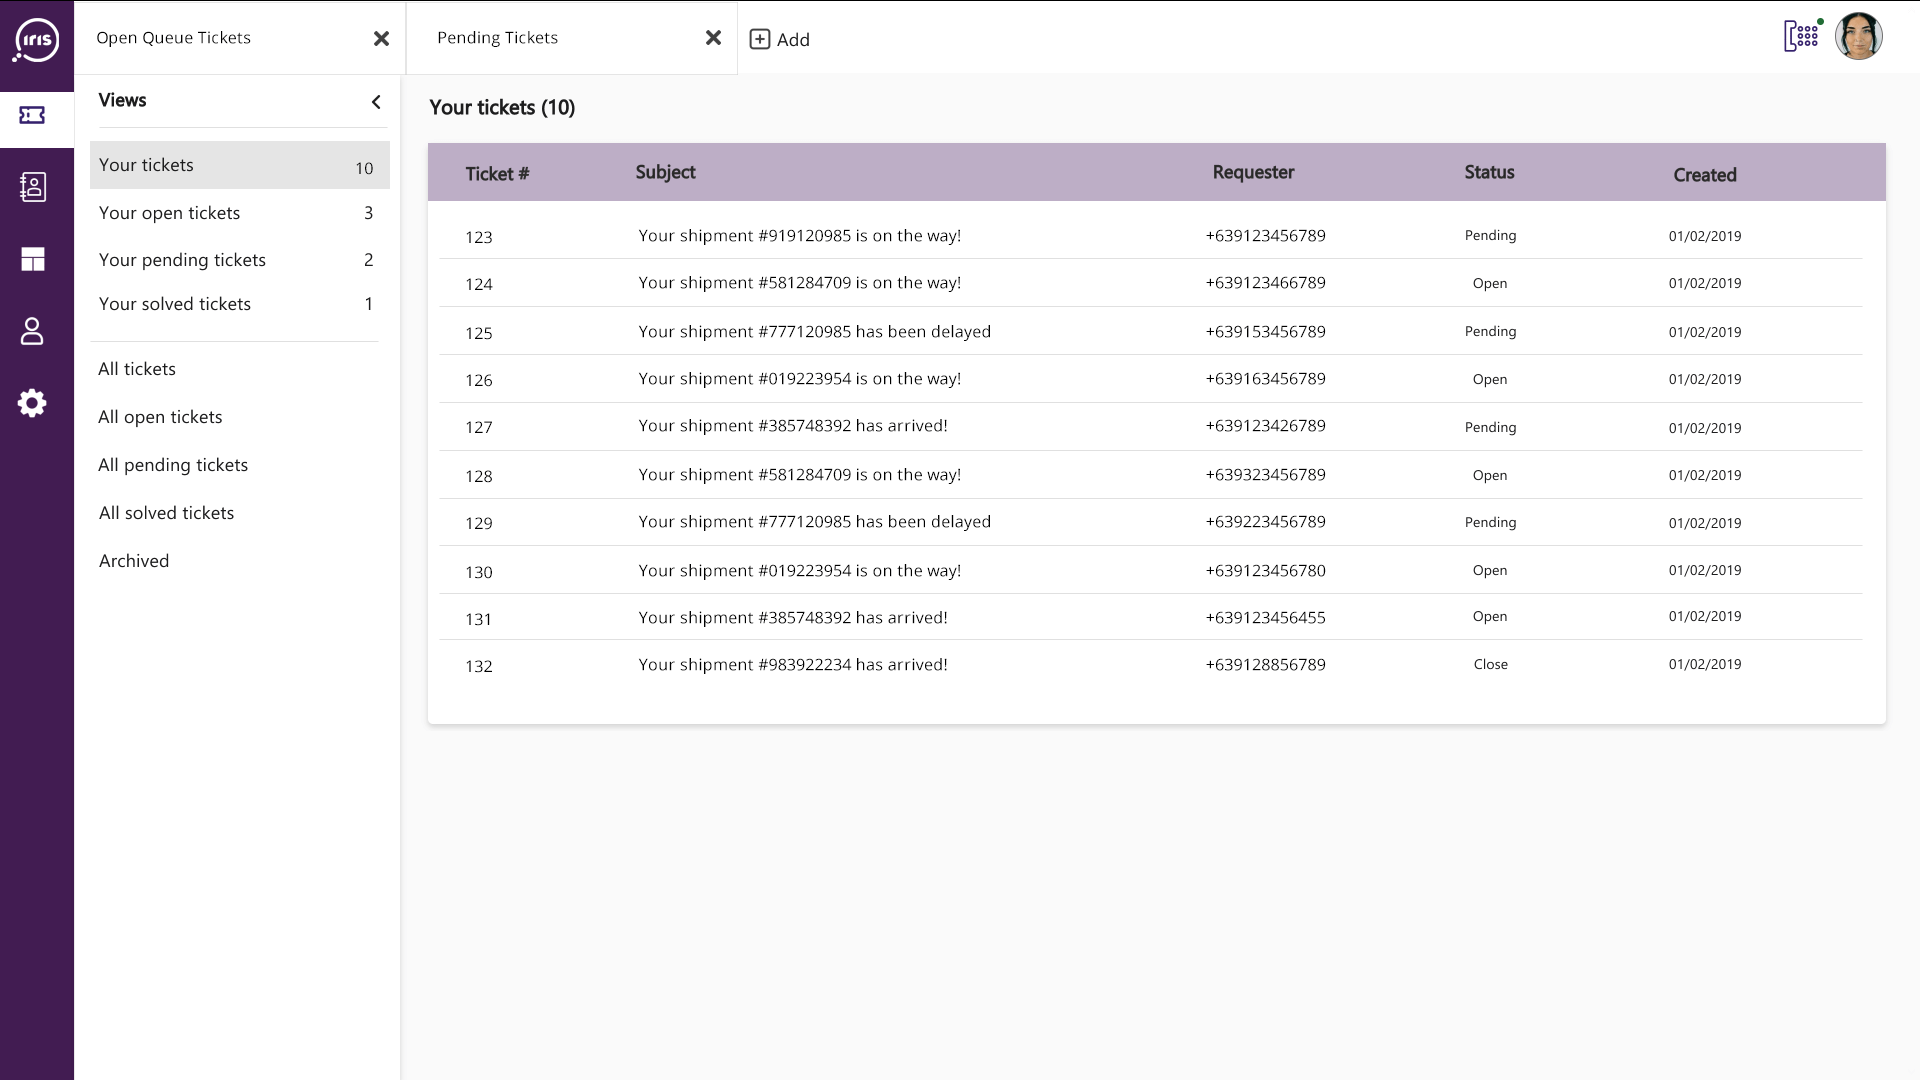 iris
Open Queue Tickets
Pending Tickets
Add
Views
Your tickets 10
Your open tickets 3
Your pending tickets 2
Your solved tickets 1
All tickets
All open tickets
All pending tickets
All solved tickets
Archived
Your tickets (10)
Ticket # Subject Requester Status Created
123 Your shipment #919120985 is on the way! +639123456789 Pending 01/02/2019
124 Your shipment #581284709 is on the way! +639123466789 Open 01/02/2019
125 Your shipment #777120985 has been delayed +639153456789 Pending 01/02/2019
126 Your shipment #019223954 is on the way! +639163456789 Open 01/02/2019
127 Your shipment #385748392 has arrived! +639123426789 Pending 01/02/2019
128 Your shipment #581284709 is on the way! +639323456789 Open 01/02/2019
129 Your shipment #777120985 has been delayed +639223456789 Pending 01/02/2019
130 Your shipment #019223954 is on the way! +639123456780 Open 01/02/2019
131 Your shipment #385748392 has arrived! +639123456455 Open 01/02/2019
132 Your shipment #983922234 has arrived! +639128856789 Close 01/02/2019